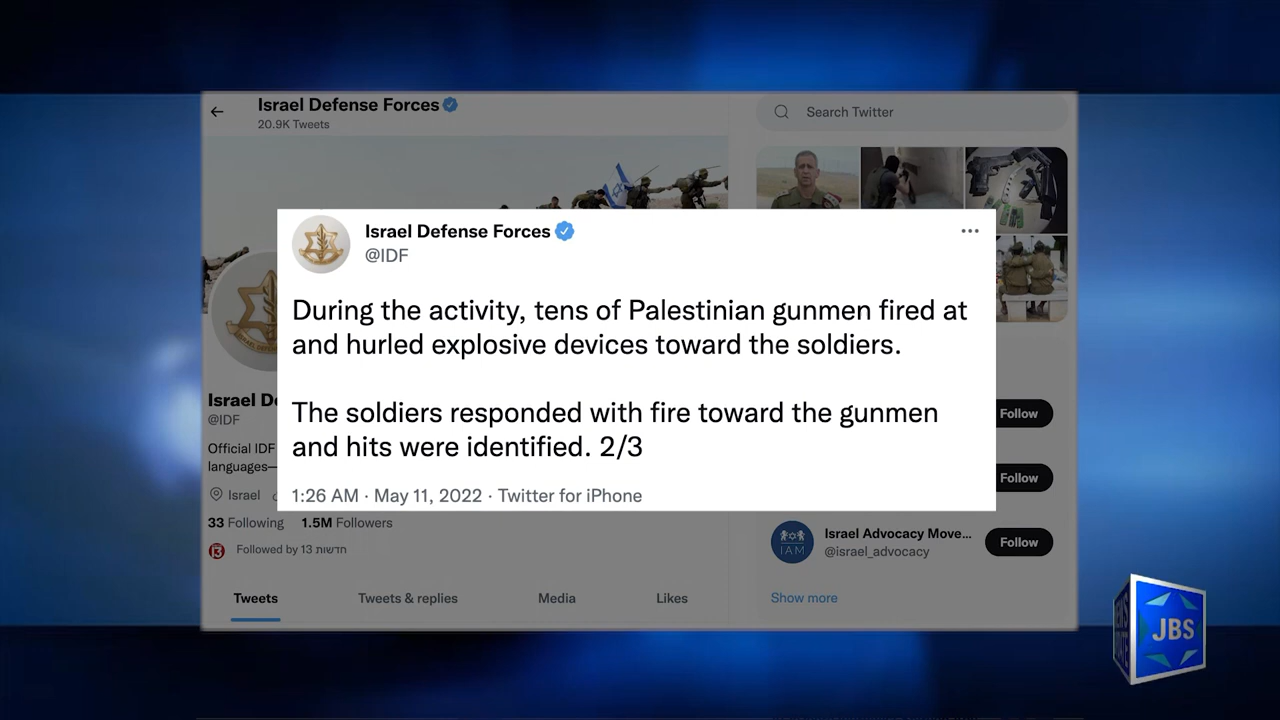 Israel Defense Forces
20.9K Tweets
Search Twitter
Israel Defense Forces
@IDF
During the activity, tens of Palestinian gunmen fired at
and hurled explosive devices toward the soldiers.
The soldiers responded with fire toward the gunmen
and hits were identified. 2/3
1:26 AM · May 11, 2022 · Twitter for iPhone
Israel
@IDF
Official IDF
languages—
Israel
33 Following 1.5M Followers
13
Followed by חדשות 13
Tweets
Tweets & replies
Media
Likes
Follow
Follow
IAM
Israel Advocacy Move...
@israel_advocacy
Follow
Show more
JBS